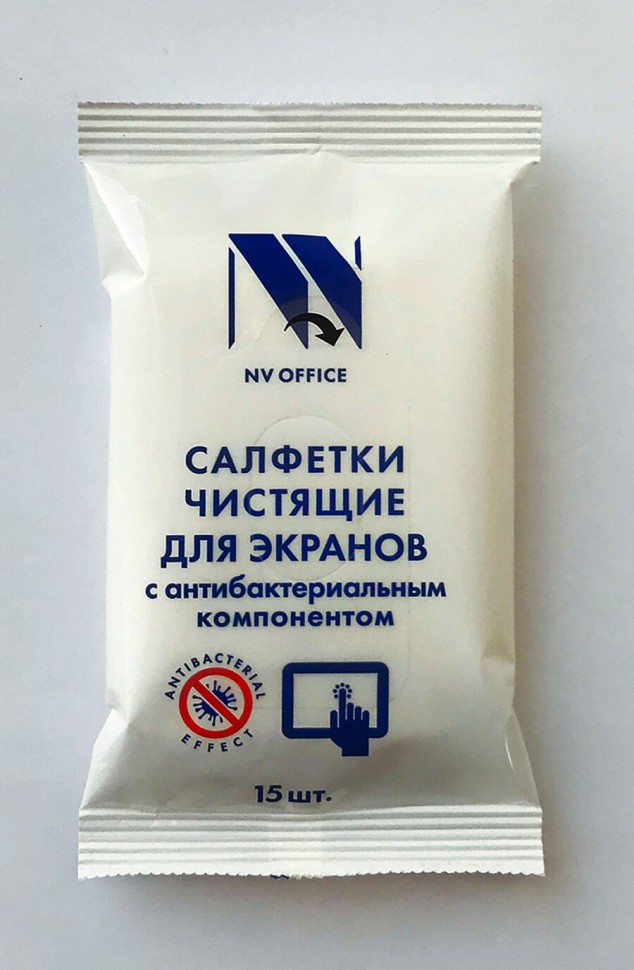 NV OFFICE
САЛФЕТКИ
ЧИСТЯЩИЕ
ДЛЯ ЭКРАНОВ
с антибактериальным
компонентом
ANTIBACTERIAL
EFFECT
15 шт.